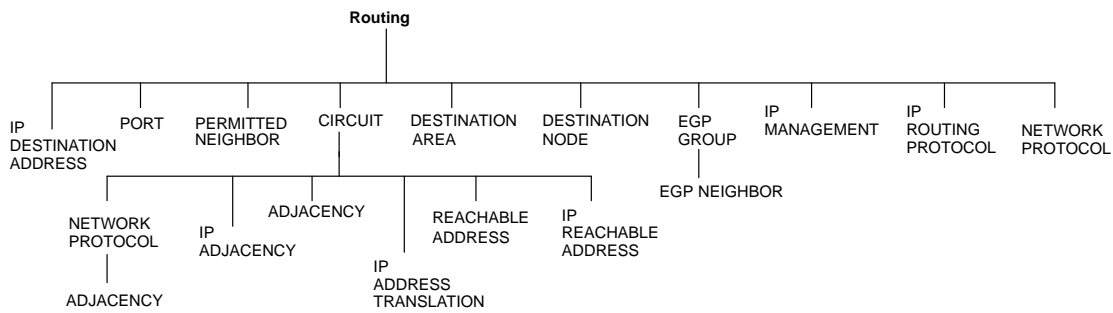 Routing
IP
DESTINATION
ADDRESS
PORT
PERMITTED
NEIGHBOR
CIRCUIT
DESTINATION
AREA
DESTINATION
NODE
EGP
GROUP
IP
MANAGEMENT
IP
ROUTING
PROTOCOL
NETWORK
PROTOCOL
EGP NEIGHBOR
NETWORK
PROTOCOL
IP
ADJACENCY
ADJACENCY
IP
ADDRESS
TRANSLATION
REACHABLE
ADDRESS
IP
REACHABLE
ADDRESS
ADJACENCY